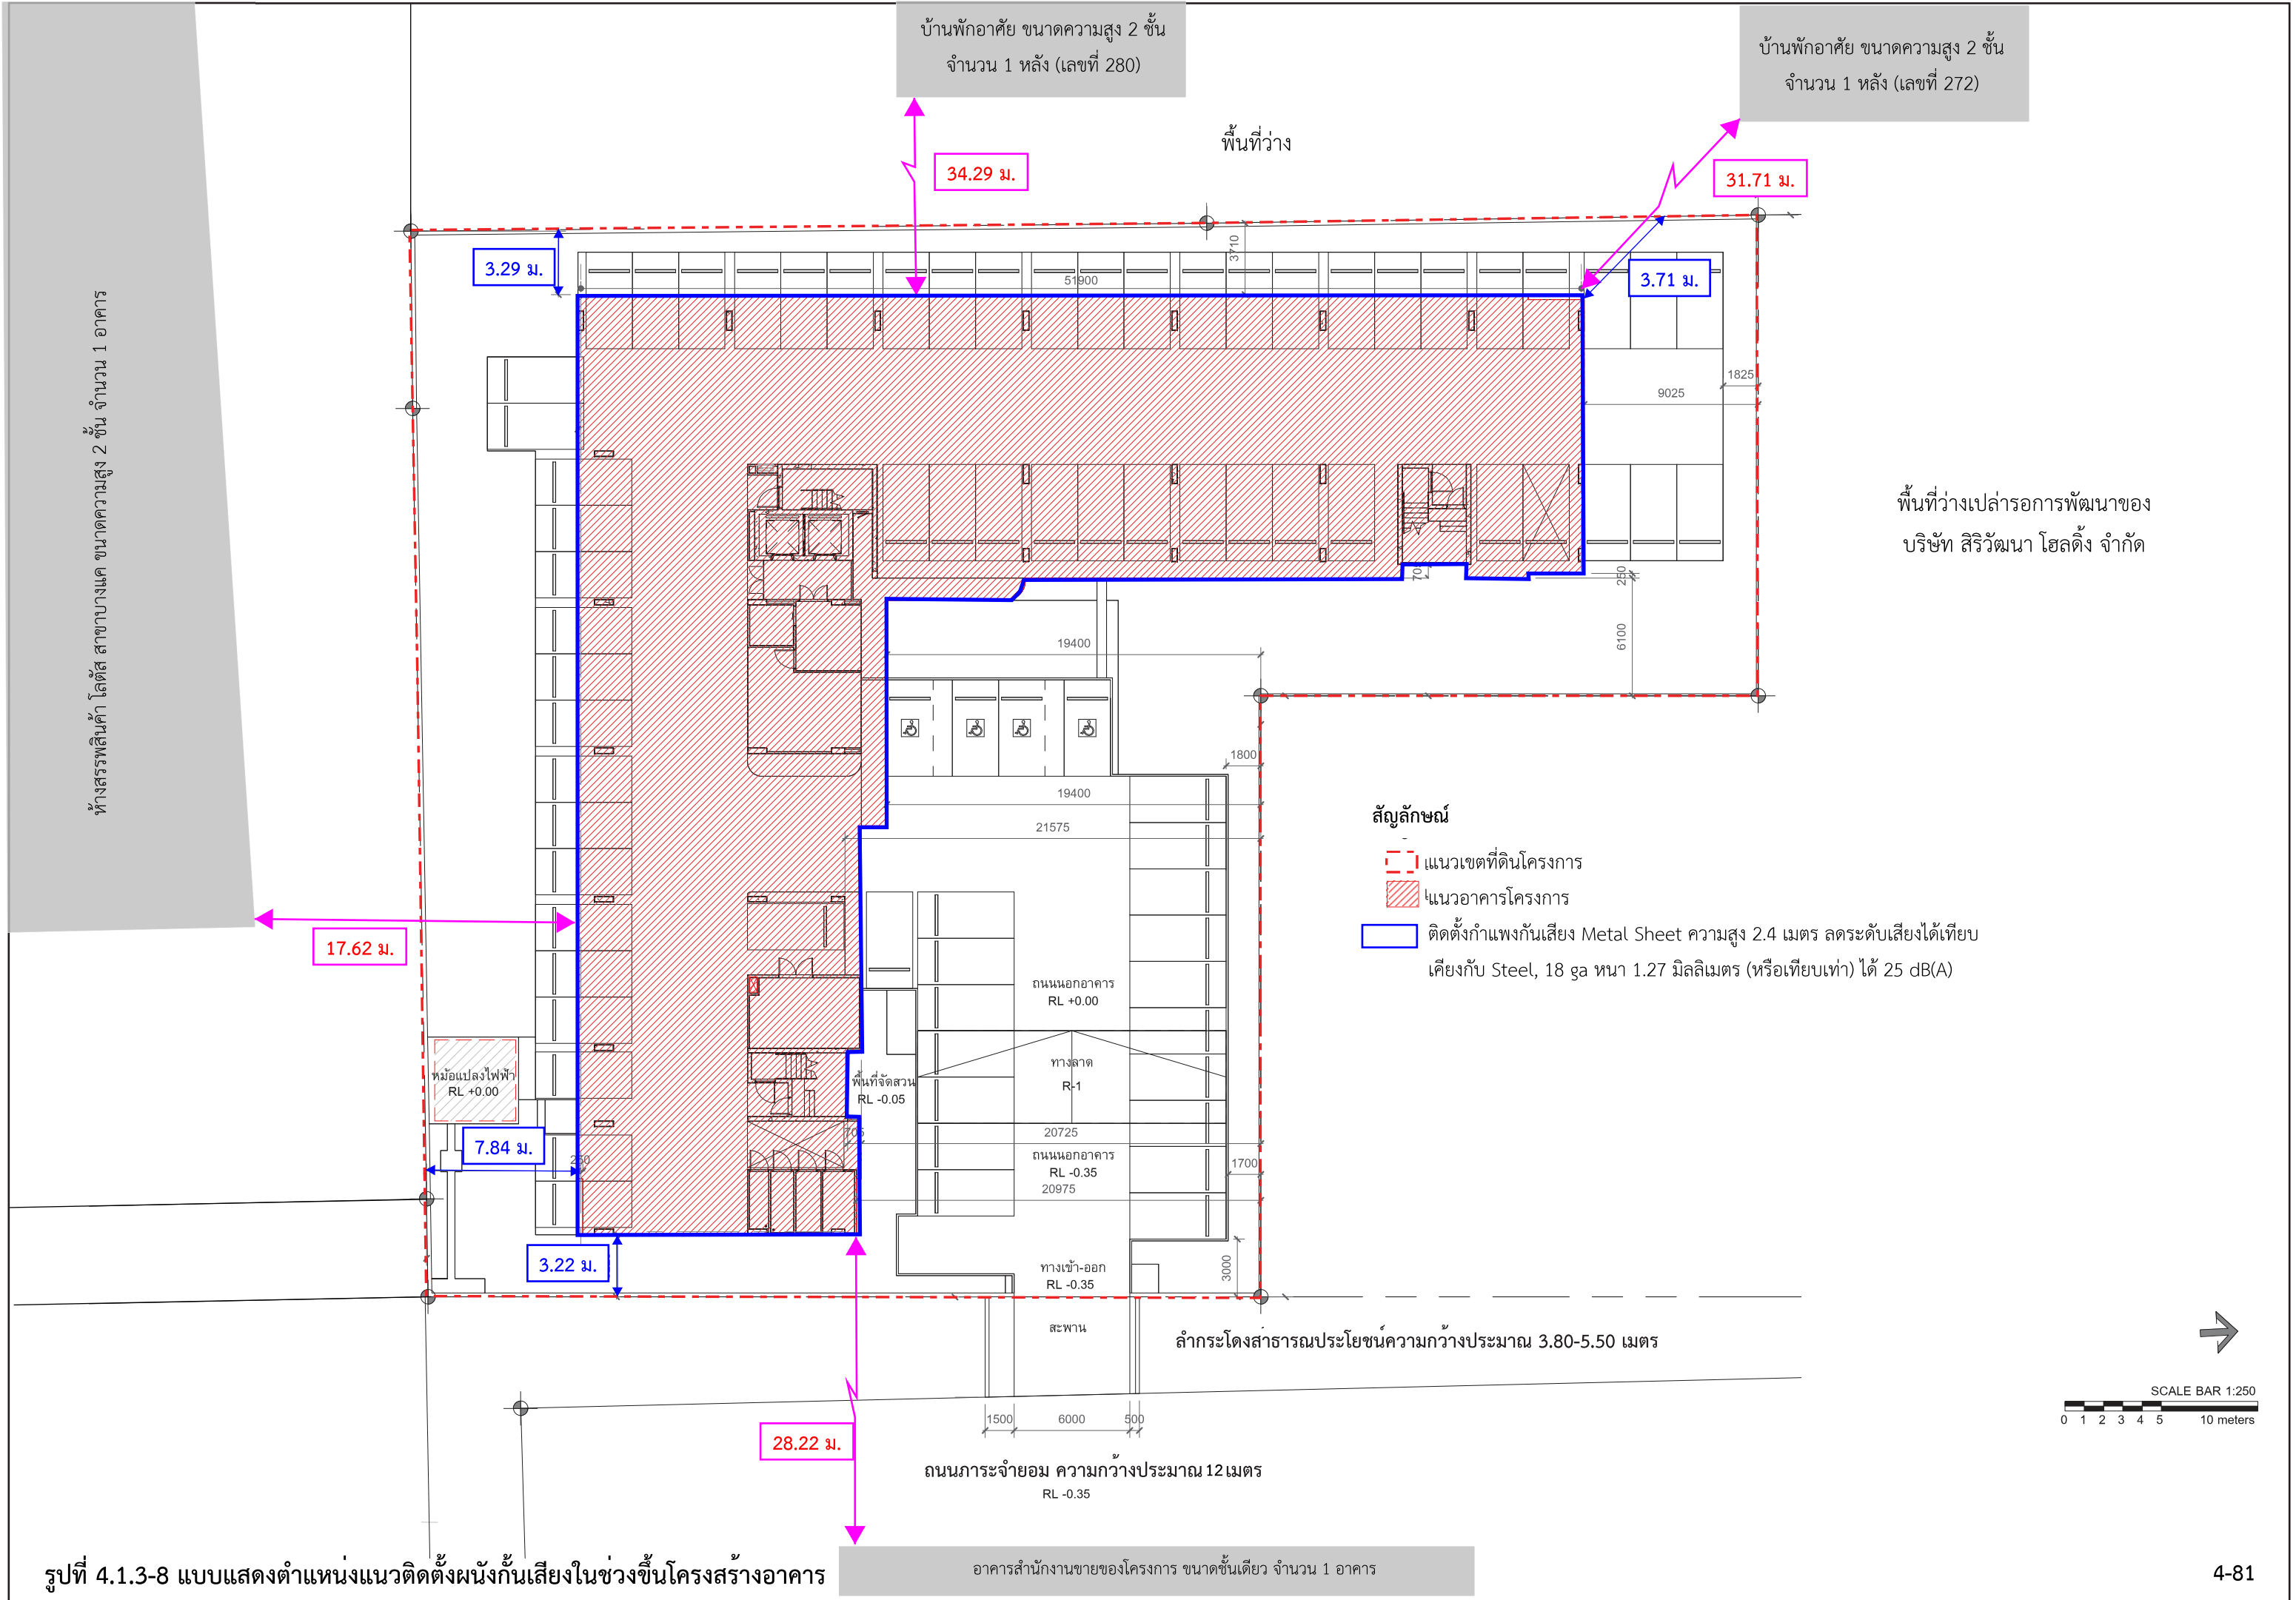 บ้านพักอาศัย ขนาดความสูง 2 ชั้น
จำนวน 1 หลัง (เลขที่ 280)
บ้านพักอาศัย ขนาดความสูง 2 ชั้น
จำนวน 1 หลัง (เลขที่ 272)
พื้นที่ว่าง
34.29 ม.
31.71 ม.
3.29 ม.
3710
51900
3.71 ม.
ห้างสรรพสินค้า โลตัส สาขาบางแค ขนาดความสูง 2 ชั้น จำนวน 1 อาคาร
1825
9025
พื้นที่ว่างเปล่ารอการพัฒนาของ
บริษัท สิริวัฒนา โฮลดิ้ง จำกัด
250
6100
19400
1800
19400
21575
สัญลักษณ์
แนวเขตที่ดินโครงการ
แนวอาคารโครงการ
ติดตั้งกำแพงกันเสียง Metal Sheet ความสูง 2.4 เมตร ลดระดับเสียงได้เทียบ
เคียงกับ Steel, 18 ga หนา 1.27 มิลลิเมตร (หรือเทียบเท่า) ได้ 25 dB(A)
17.62 ม.
ถนนนอกอาคาร
RL +0.00
หม้อแปลงไฟฟ้า
RL +0.00
ทางลาด
R-1
พื้นที่จัดสวน
RL -0.05
7.84 ม.
250
705
20725
ถนนนอกอาคาร
RL -0.35
1700
20975
3.22 ม.
ทางเข้า-ออก
RL -0.35
3000
สะพาน
ลำกระโดงสาธารณประโยชน์ความกว้างประมาณ 3.80-5.50 เมตร
SCALE BAR 1:250
0 1 2 3 4 5 10 meters
1500 6000 500
28.22 ม.
ถนนภาระจำยอม ความกว้างประมาณ 12 เมตร
RL -0.35
อาคารสำนักงานขายของโครงการ ขนาดชั้นเดียว จำนวน 1 อาคาร
รูปที่ 4.1.3-8 แบบแสดงตำแหน่งแนวติดตั้งผนังกั้นเสียงในช่วงขึ้นโครงสร้างอาคาร
4-81